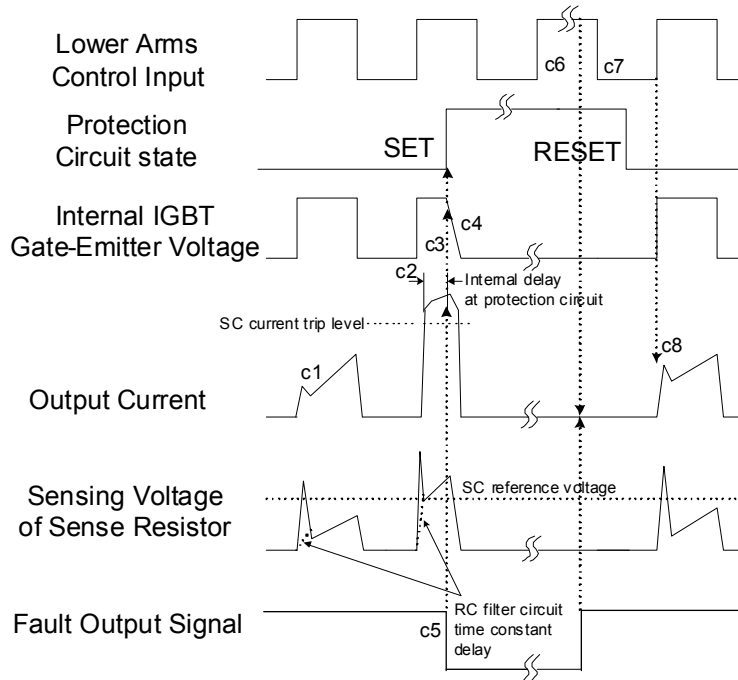 Lower Arms
Control Input
c6
c7
Protection
Circuit state
SET
RESET
Internal IGBT
Gate-Emitter Voltage
c4
c3
c2
Internal delay
at protection circuit
SC current trip level
c1
c8
Output Current
Sensing Voltage
of Sense Resistor
SC reference voltage
Fault Output Signal
c5
RC filter circuit
time constant
delay